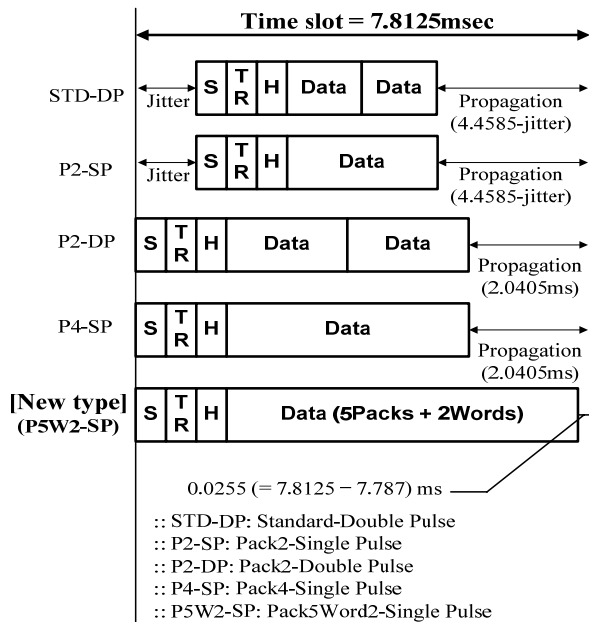 Time slot = 7.8125msec
STD-DP
Jitter
S
T
R
H
Data
Data
Propagation
(4.4585-jitter)
P2-SP
Jitter
S
T
R
H
Data
Propagation
(4.4585-jitter)
P2-DP
S
T
R
H
Data
Data
Propagation
(2.0405ms)
P4-SP
S
T
R
H
Data
Propagation
(2.0405ms)
[New type]
(P5W2-SP)
S
T
R
H
Data (5Packs + 2Words)
0.0255 (= 7.8125 − 7.787) ms
:: STD-DP: Standard-Double Pulse
:: P2-SP: Pack2-Single Pulse
:: P2-DP: Pack2-Double Pulse
:: P4-SP: Pack4-Single Pulse
:: P5W2-SP: Pack5Word2-Single Pulse